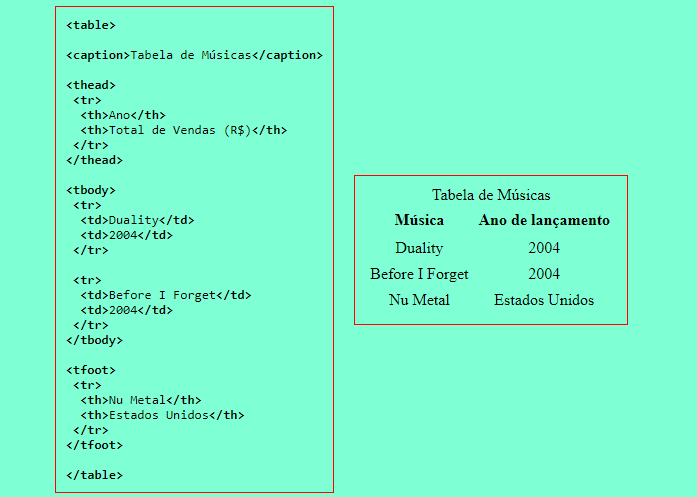 <table>
<caption>Tabela de Músicas</caption>
<thead>
<tr>
<th>Ano</th>
<th>Total de Vendas (R$)</th>
</tr>
</thead>
<tbody>
<tr>
<td>Duality</td>
<td>2004</td>
</tr>
<tr>
<td>Before I Forget</td>
<td>2004</td>
</tr>
</tbody>
<tfoot>
<tr>
<th>Nu Metal</th>
<th>Estados Unidos</th>
</tr>
</tfoot>
</table>
Tabela de Músicas
Música Ano de lançamento
Duality 2004
Before I Forget 2004
Nu Metal Estados Unidos